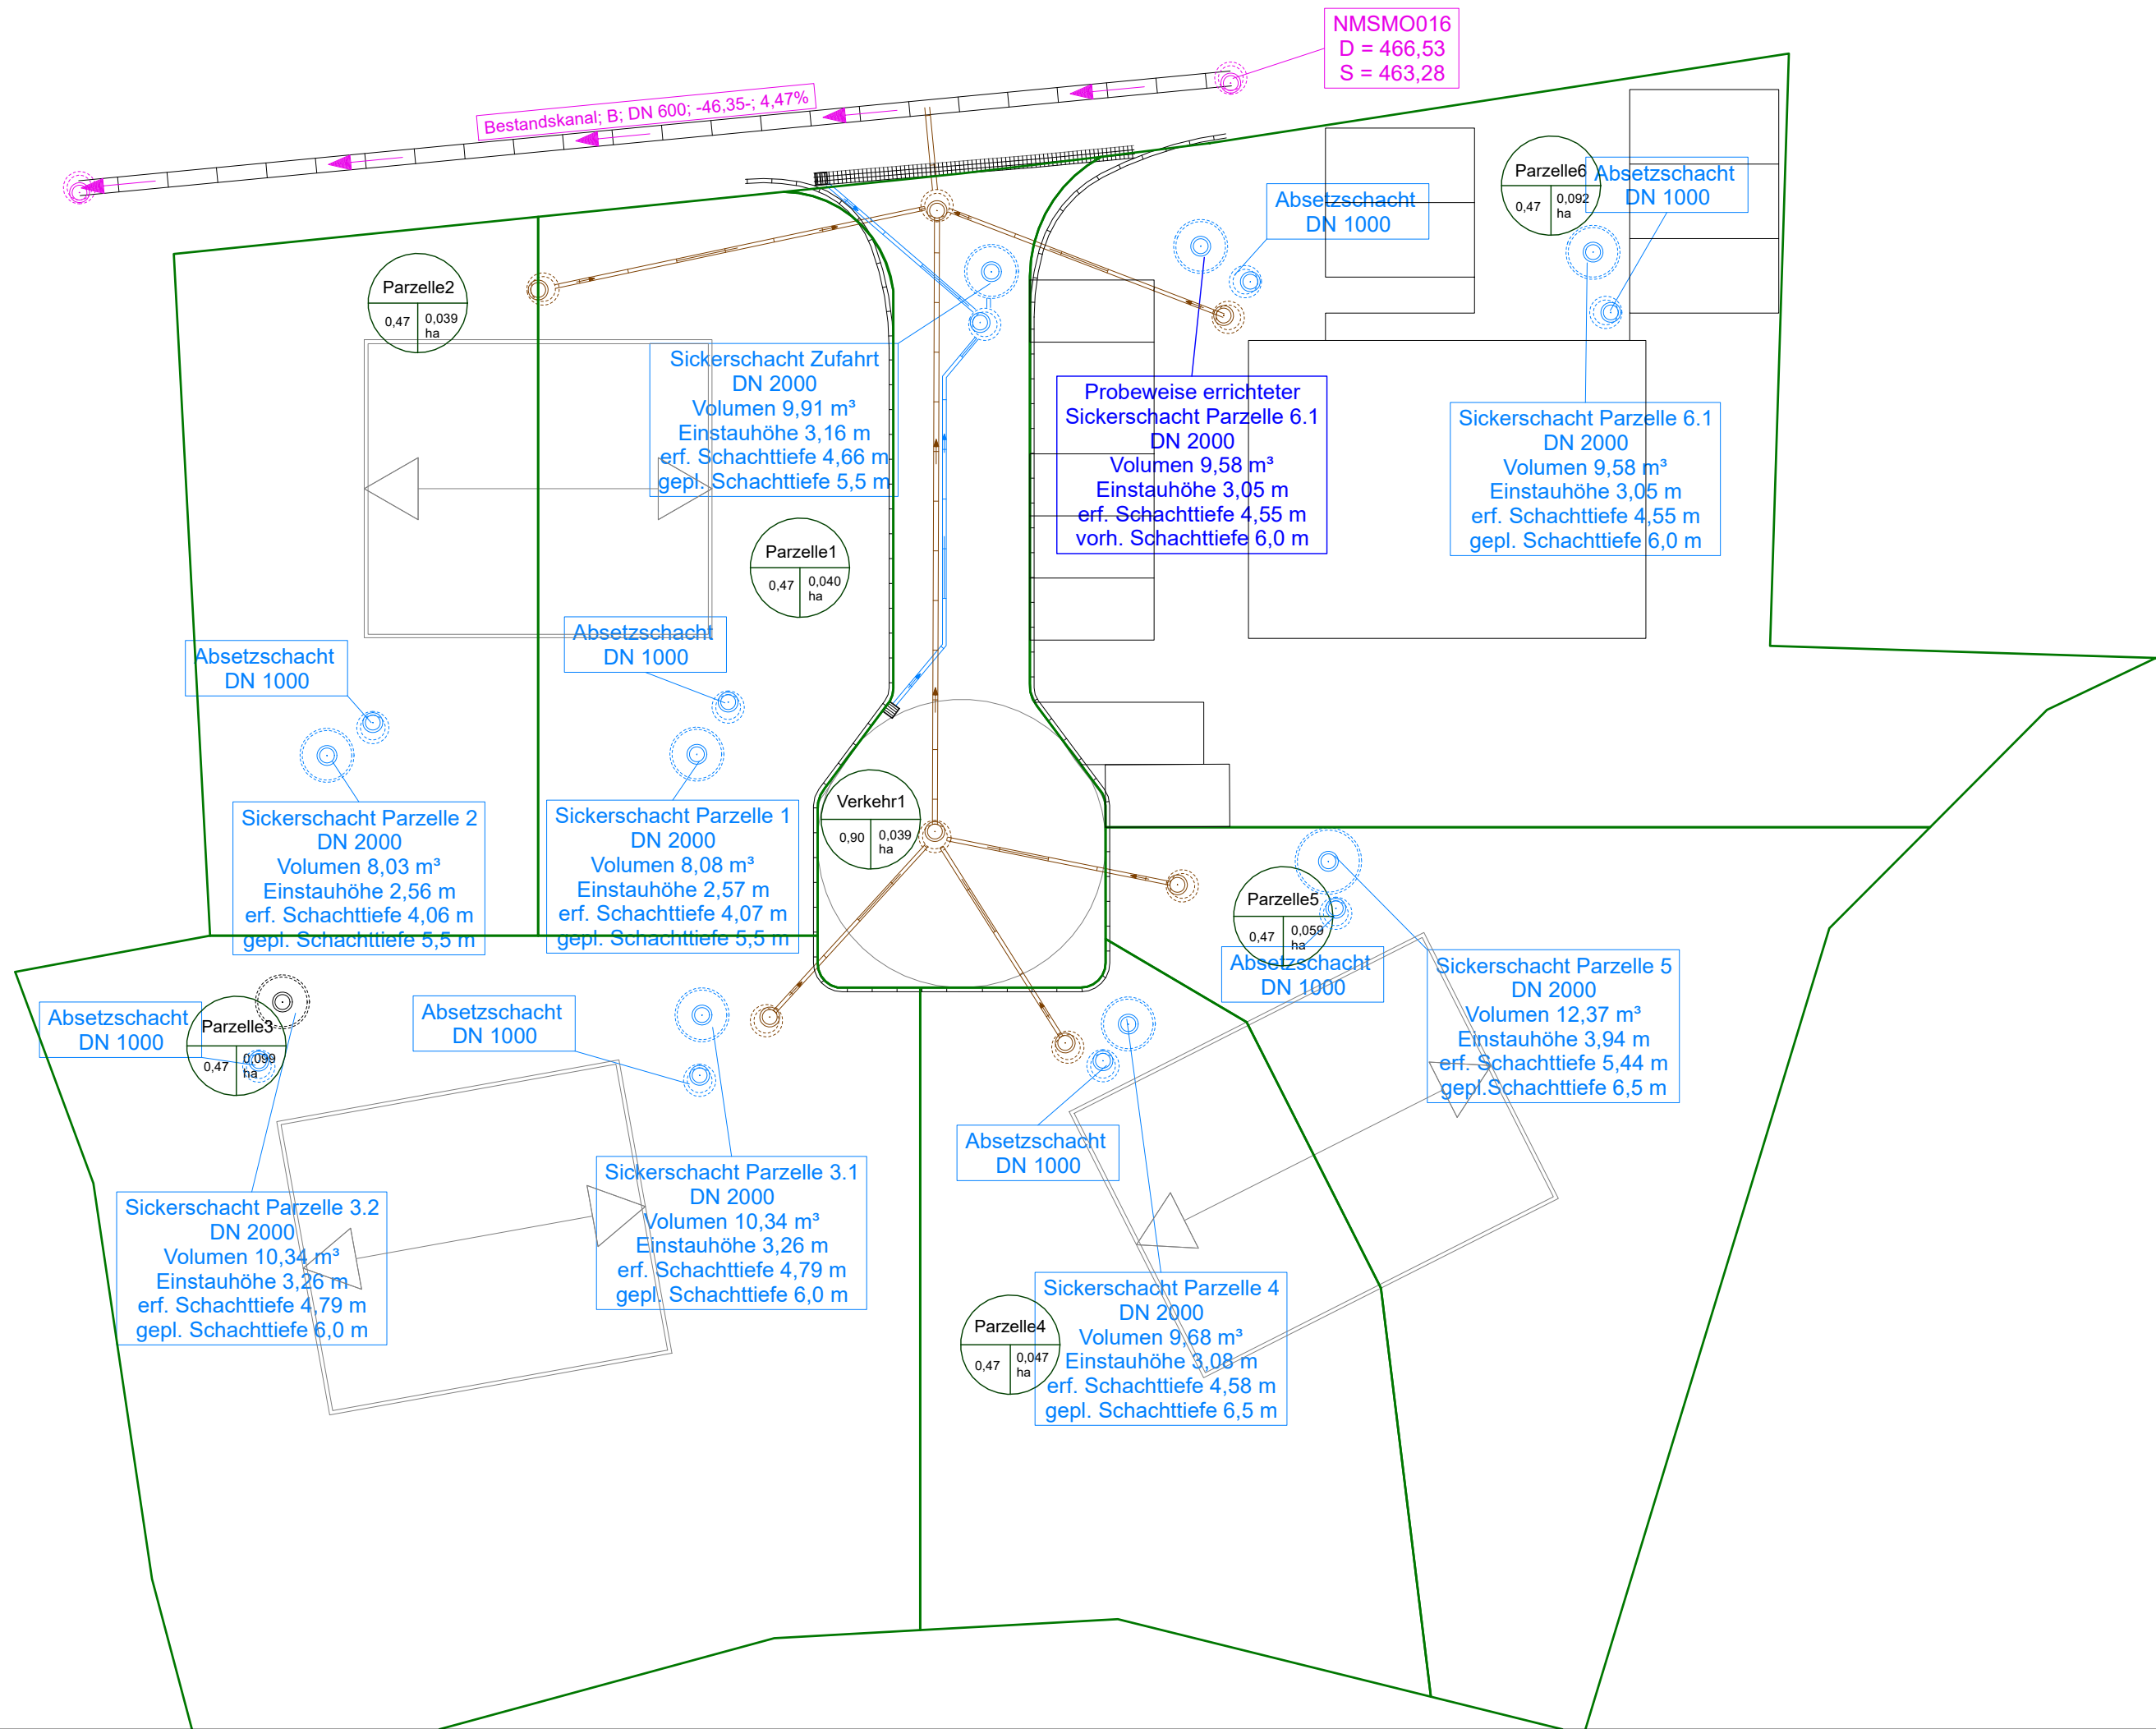 NMSMO016
D = 466,53
S = 463,28
Bestandskanal; B; DN 600; -46,35-; 4,47%
Parzelle6
0,47
0,092
ha
Absetzschacht
DN 1000
Absetzschacht
DN 1000
Parzelle2
0,47
0,039
ha
Sickerschacht Zufahrt
DN 2000
Volumen 9,91 m³
Einstauhöhe 3,16 m
erf. Schachttiefe 4,66 m
gepl. Schachttiefe 5,5 m
Probeweise errichteter
Sickerschacht Parzelle 6.1
DN 2000
Volumen 9,58 m³
Einstauhöhe 3,05 m
erf. Schachttiefe 4,55 m
vorh. Schachttiefe 6,0 m
Sickerschacht Parzelle 6.1
DN 2000
Volumen 9,58 m³
Einstauhöhe 3,05 m
erf. Schachttiefe 4,55 m
gepl. Schachttiefe 6,0 m
Parzelle1
0,47
0,040
ha
Absetzschacht
DN 1000
Absetzschacht
DN 1000
Verkehr1
0,90
0,039
ha
Sickerschacht Parzelle 2
DN 2000
Volumen 8,03 m³
Einstauhöhe 2,56 m
erf. Schachttiefe 4,06 m
gepl. Schachttiefe 5,5 m
Sickerschacht Parzelle 1
DN 2000
Volumen 8,08 m³
Einstauhöhe 2,57 m
erf. Schachttiefe 4,07 m
gepl. Schachttiefe 5,5 m
Parzelle5
0,47
0,059
ha
Absetzschacht
DN 1000
Sickerschacht Parzelle 5
DN 2000
Volumen 12,37 m³
Einstauhöhe 3,94 m
erf. Schachttiefe 5,44 m
gepl.Schachttiefe 6,5 m
Absetzschacht
DN 1000
Parzelle3
0,47
0,099
ha
Absetzschacht
DN 1000
Absetzschacht
DN 1000
Sickerschacht Parzelle 3.1
DN 2000
Volumen 10,34 m³
Einstauhöhe 3,26 m
erf. Schachttiefe 4,79 m
gepl. Schachttiefe 6,0 m
Sickerschacht Parzelle 3.2
DN 2000
Volumen 10,34 m³
Einstauhöhe 3,26 m
erf. Schachttiefe 4,79 m
gepl. Schachttiefe 6,0 m
Parzelle4
0,47
0,047
ha
Sickerschacht Parzelle 4
DN 2000
Volumen 9,68 m³
Einstauhöhe 3,08 m
erf. Schachttiefe 4,58 m
gepl. Schachttiefe 6,5 m